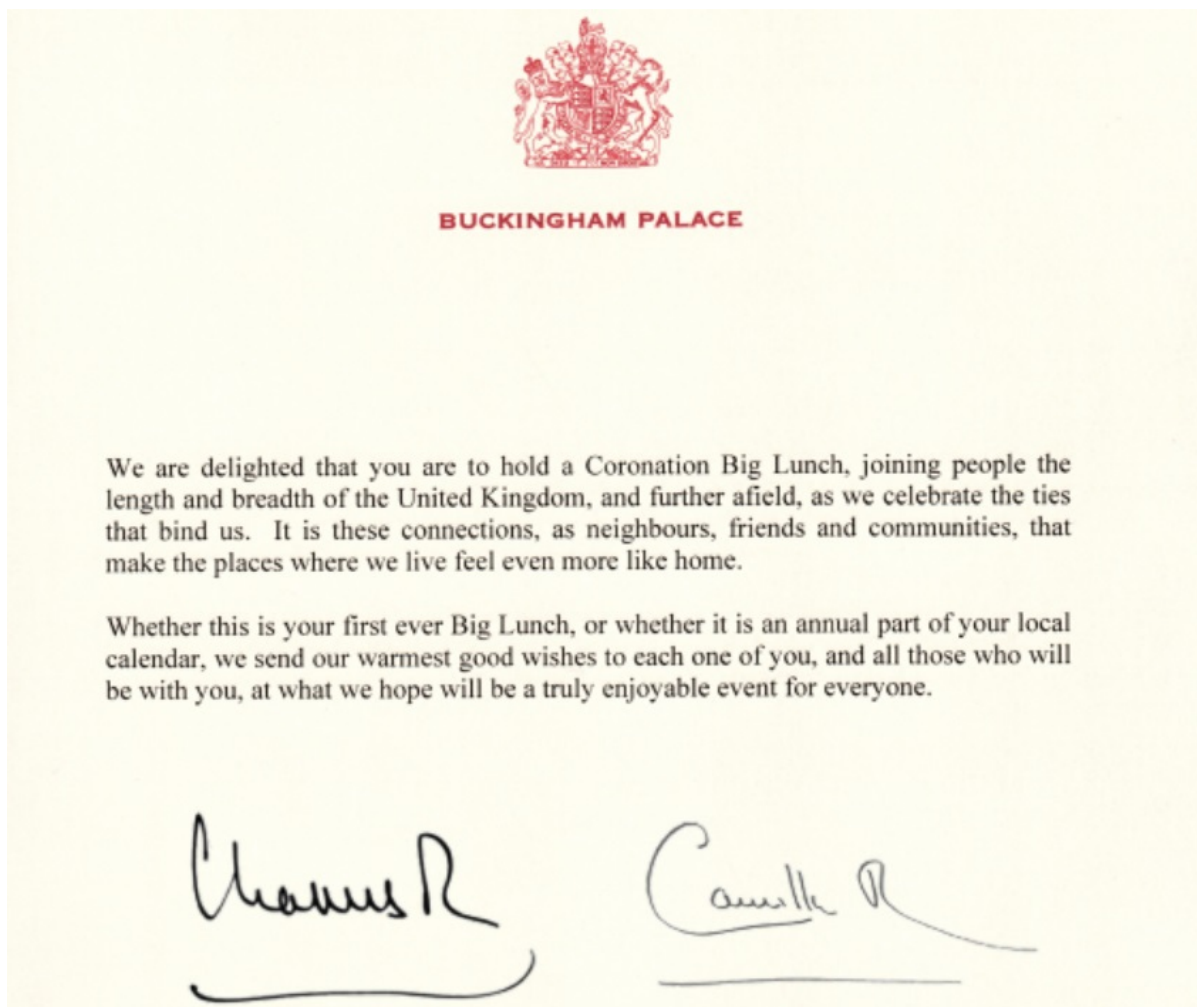 BUCKINGHAM PALACE
We are delighted that you are to hold a Coronation Big Lunch, joining people the
length and breadth of the United Kingdom, and further afield, as we celebrate the ties
that bind us. It is these connections, as neighbours, friends and communities, that
make the places where we live feel even more like home.
Whether this is your first ever Big Lunch, or whether it is an annual part of your local
calendar, we send our warmest good wishes to each one of you, and all those who will
be with you, at what we hope will be a truly enjoyable event for everyone.
Charles R
Camilla R